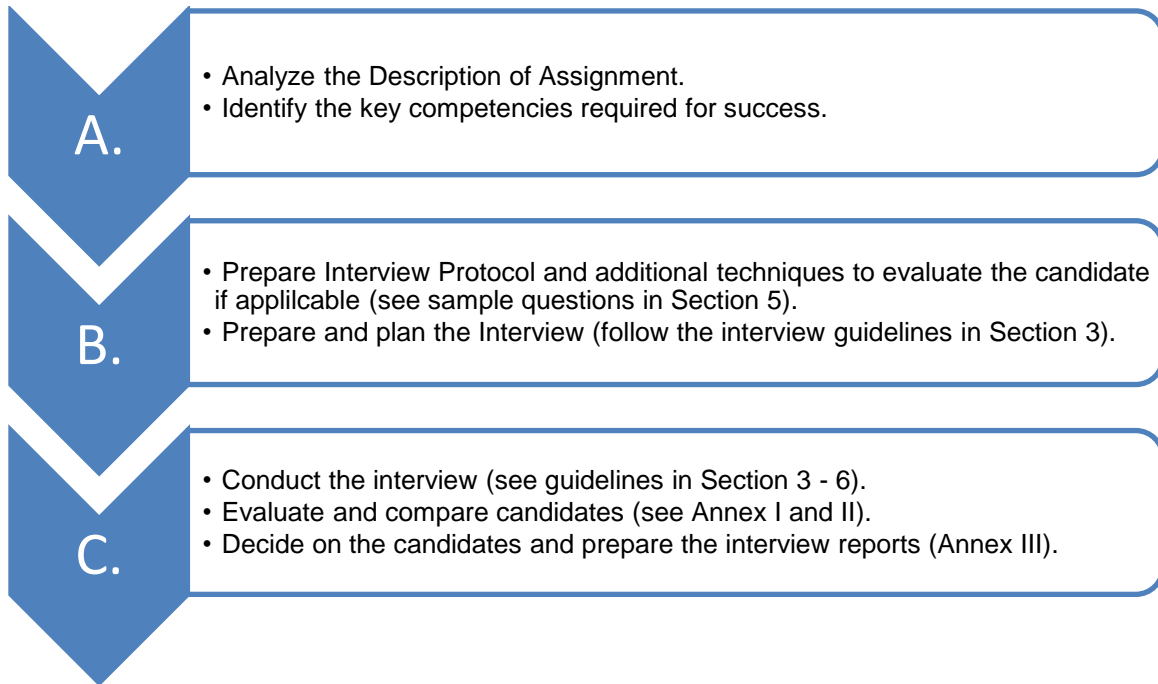 A.
• Analyze the Description of Assignment.
• Identify the key competencies required for success.
B.
• Prepare Interview Protocol and additional techniques to evaluate the candidate
if applilcable (see sample questions in Section 5).
• Prepare and plan the Interview (follow the interview guidelines in Section 3).
C.
• Conduct the interview (see guidelines in Section 3 - 6).
• Evaluate and compare candidates (see Annex I and II).
• Decide on the candidates and prepare the interview reports (Annex III).